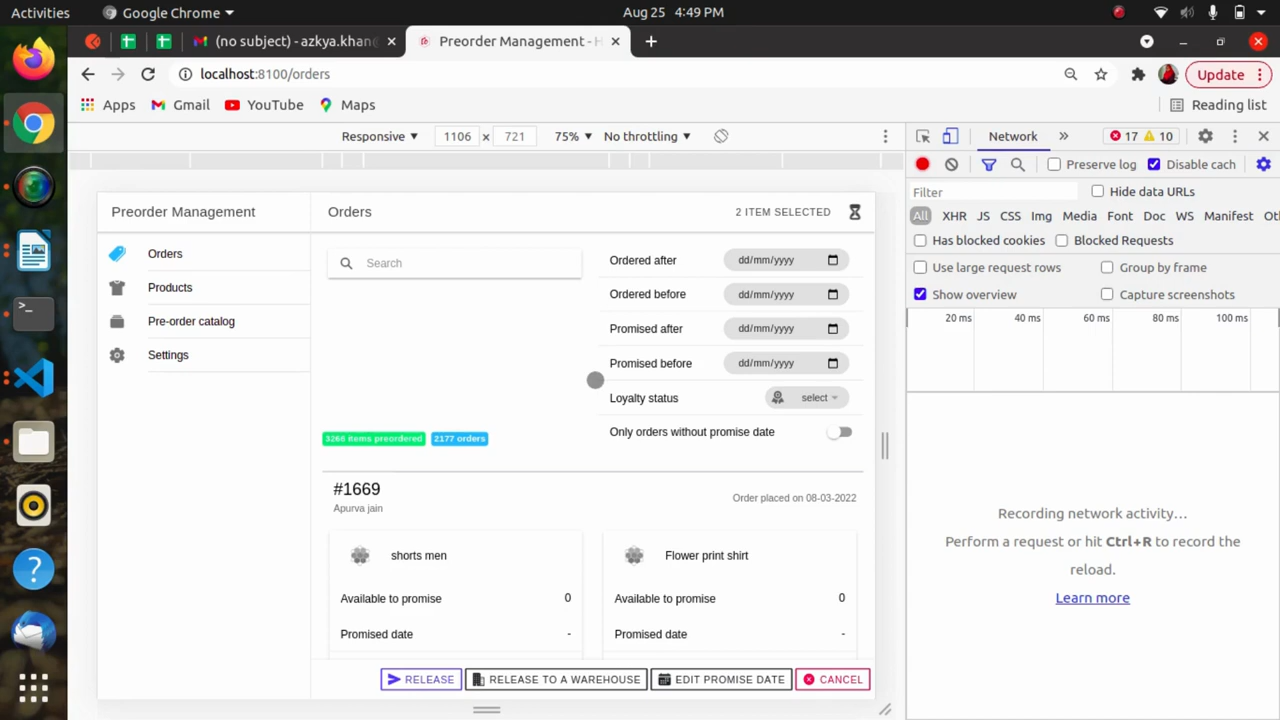 Activities
Google Chrome
Aug 25 4:49 PM
(no subject) - azkya.khan
Preorder Management - H
localhost:8100/orders
Update
Apps
Gmail
YouTube
Maps
Reading list
Responsive
1106 × 721
75%
No throttling
Network
17
10
Preserve log
Disable cach
Filter
Hide data URLs
All XHR JS CSS Img Media Font Doc WS Manifest Ot
Has blocked cookies
Blocked Requests
Use large request rows
Group by frame
Show overview
Capture screenshots
20 ms 40 ms 60 ms 80 ms 100 ms
Recording network activity…
Perform a request or hit Ctrl+R to record the
reload.
Learn more
Preorder Management
Orders
Products
Pre-order catalog
Settings
Orders
2 ITEM SELECTED
Search
Ordered after dd/mm/yyyy
Ordered before dd/mm/yyyy
Promised after dd/mm/yyyy
Promised before dd/mm/yyyy
Loyalty status select
Only orders without promise date
3266 items preordered
2177 orders
#1669
Apurva jain
Order placed on 08-03-2022
shorts men
Available to promise 0
Promised date -
Flower print shirt
Available to promise 0
Promised date -
RELEASE
RELEASE TO A WAREHOUSE
EDIT PROMISE DATE
CANCEL